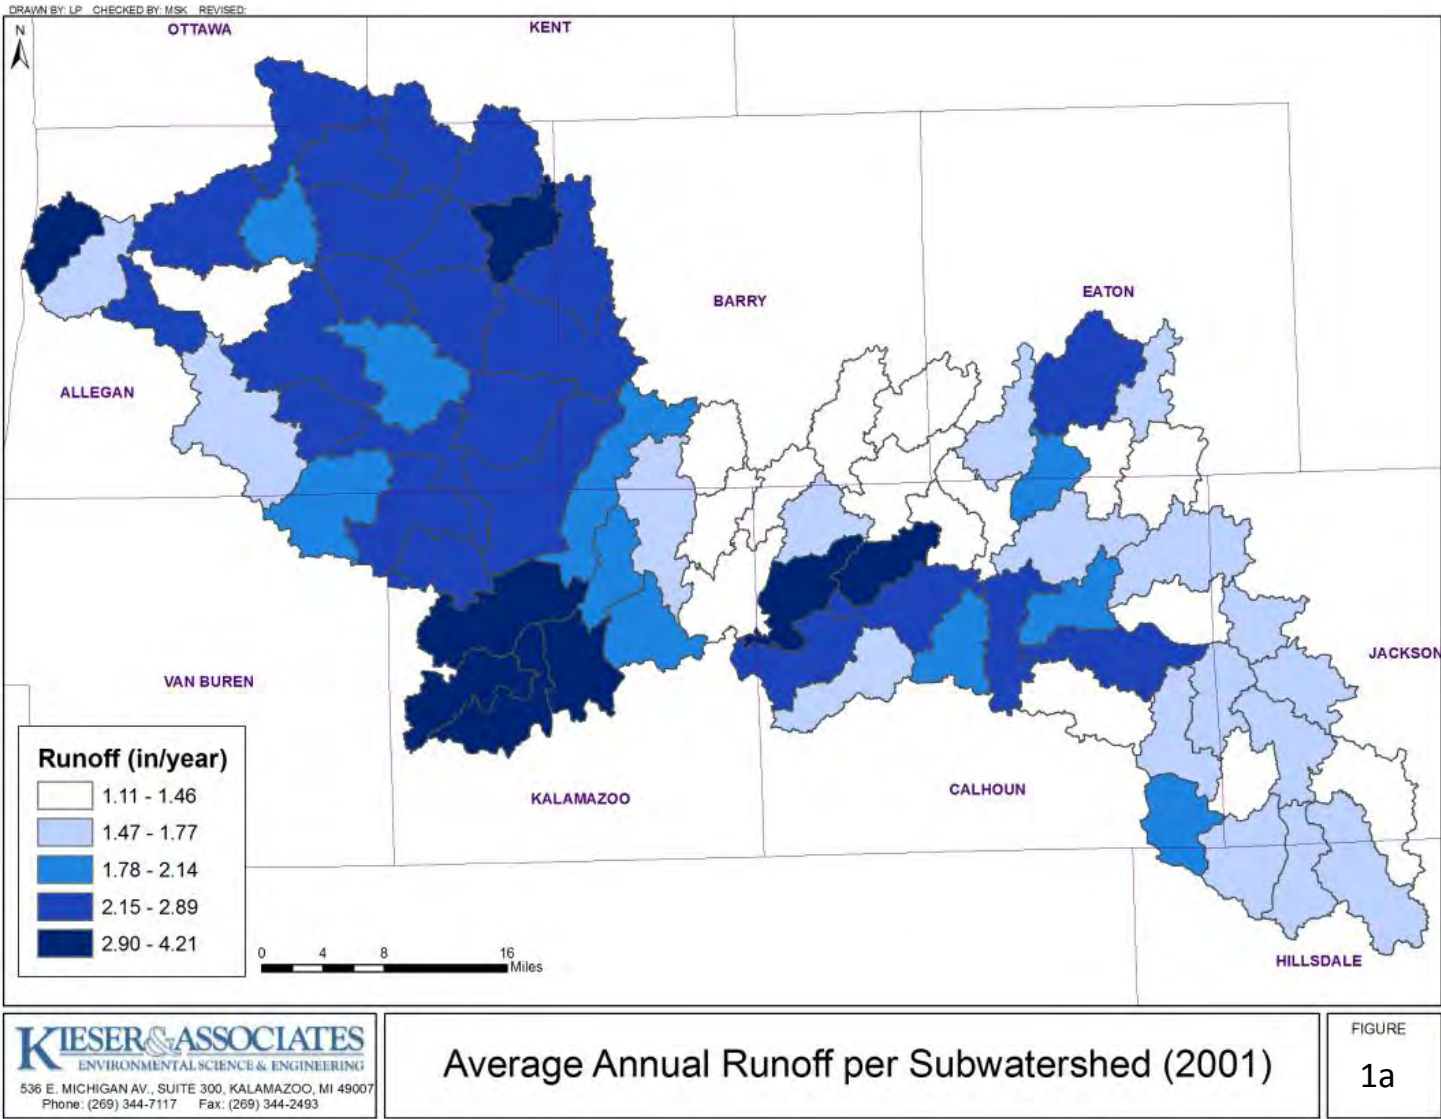 DRAWN BY: LP CHECKED BY: MSK REVISED:
N
OTTAWA
KENT
BARRY
EATON
ALLEGAN
JACKSON
VAN BUREN
KALAMAZOO
CALHOUN
HILLSDALE
Runoff (in/year)
1.11 - 1.46
1.47 - 1.77
1.78 - 2.14
2.15 - 2.89
2.90 - 4.21
0 4 8 16
Miles
KIESER & ASSOCIATES
ENVIRONMENTAL SCIENCE & ENGINEERING
536 E. MICHIGAN AV., SUITE 300, KALAMAZOO, MI 49007
Phone: (269) 344-7117 Fax: (269) 344-2493
Average Annual Runoff per Subwatershed (2001)
FIGURE
1a